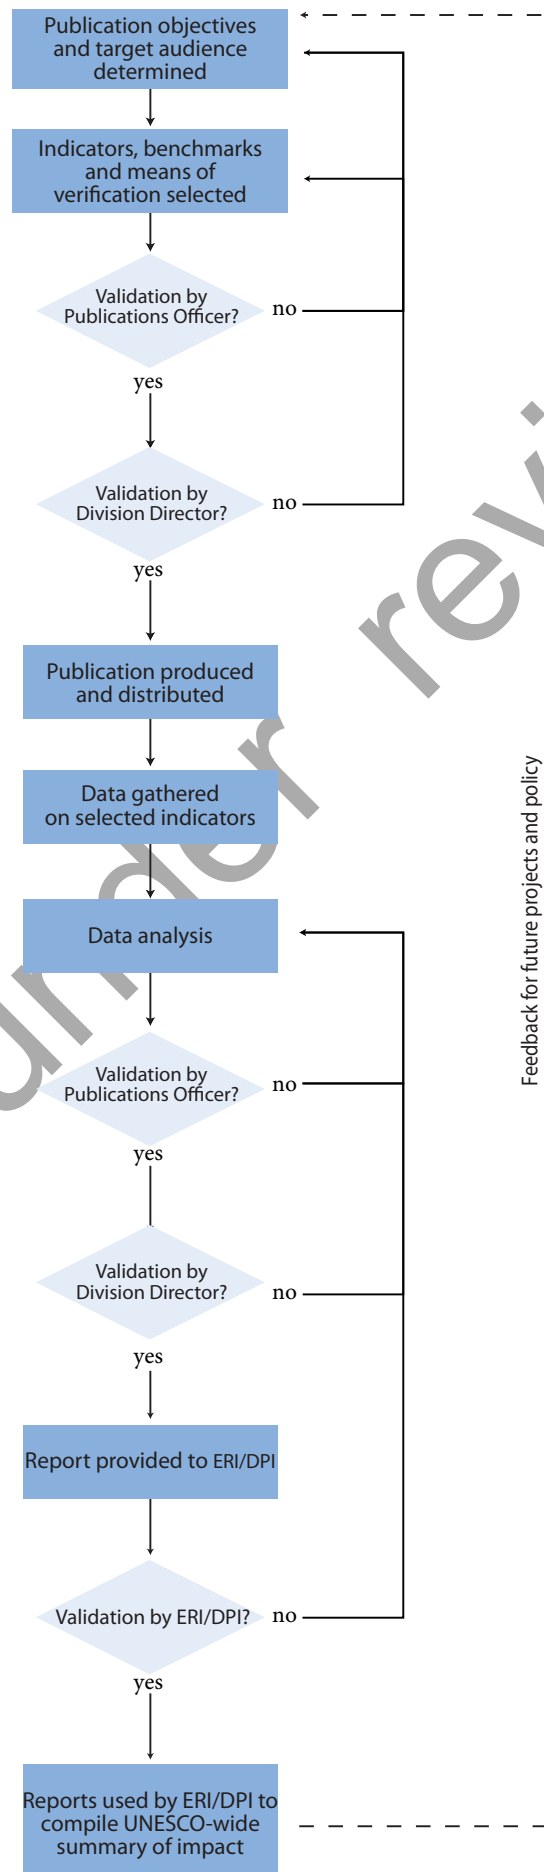 Publication objectives
and target audience
determined
Indicators, benchmarks
and means of
verification selected
Validation by
Publications Officer?
no
yes
Validation by
Division Director?
no
yes
Publication produced
and distributed
Data gathered
on selected indicators
Data analysis
Validation by
Publications Officer?
no
yes
Validation by
Division Director?
no
yes
Report provided to ERI/DPI
Validation by ERI/DPI?
no
yes
Reports used by ERI/DPI to
compile UNESCO-wide
summary of impact
Feedback for future projects and policy
under